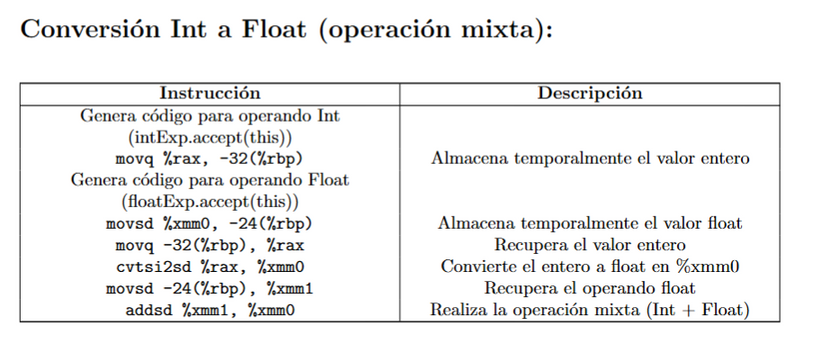 Conversión Int a Float (operación mixta):
Instrucción Descripción
Genera código para operando Int
(intExp.accept(this))
movq %rax, -32(%rbp) Almacena temporalmente el valor entero
Genera código para operando Float
(floatExp.accept(this))
movsd %xmm0, -24(%rbp) Almacena temporalmente el valor float
movq -32(%rbp), %rax Recupera el valor entero
cvtsi2sd %rax, %xmm0 Convierte el entero a float en %xmm0
movsd -24(%rbp), %xmm1 Recupera el operando float
addsd %xmm1, %xmm0 Realiza la operación mixta (Int + Float)